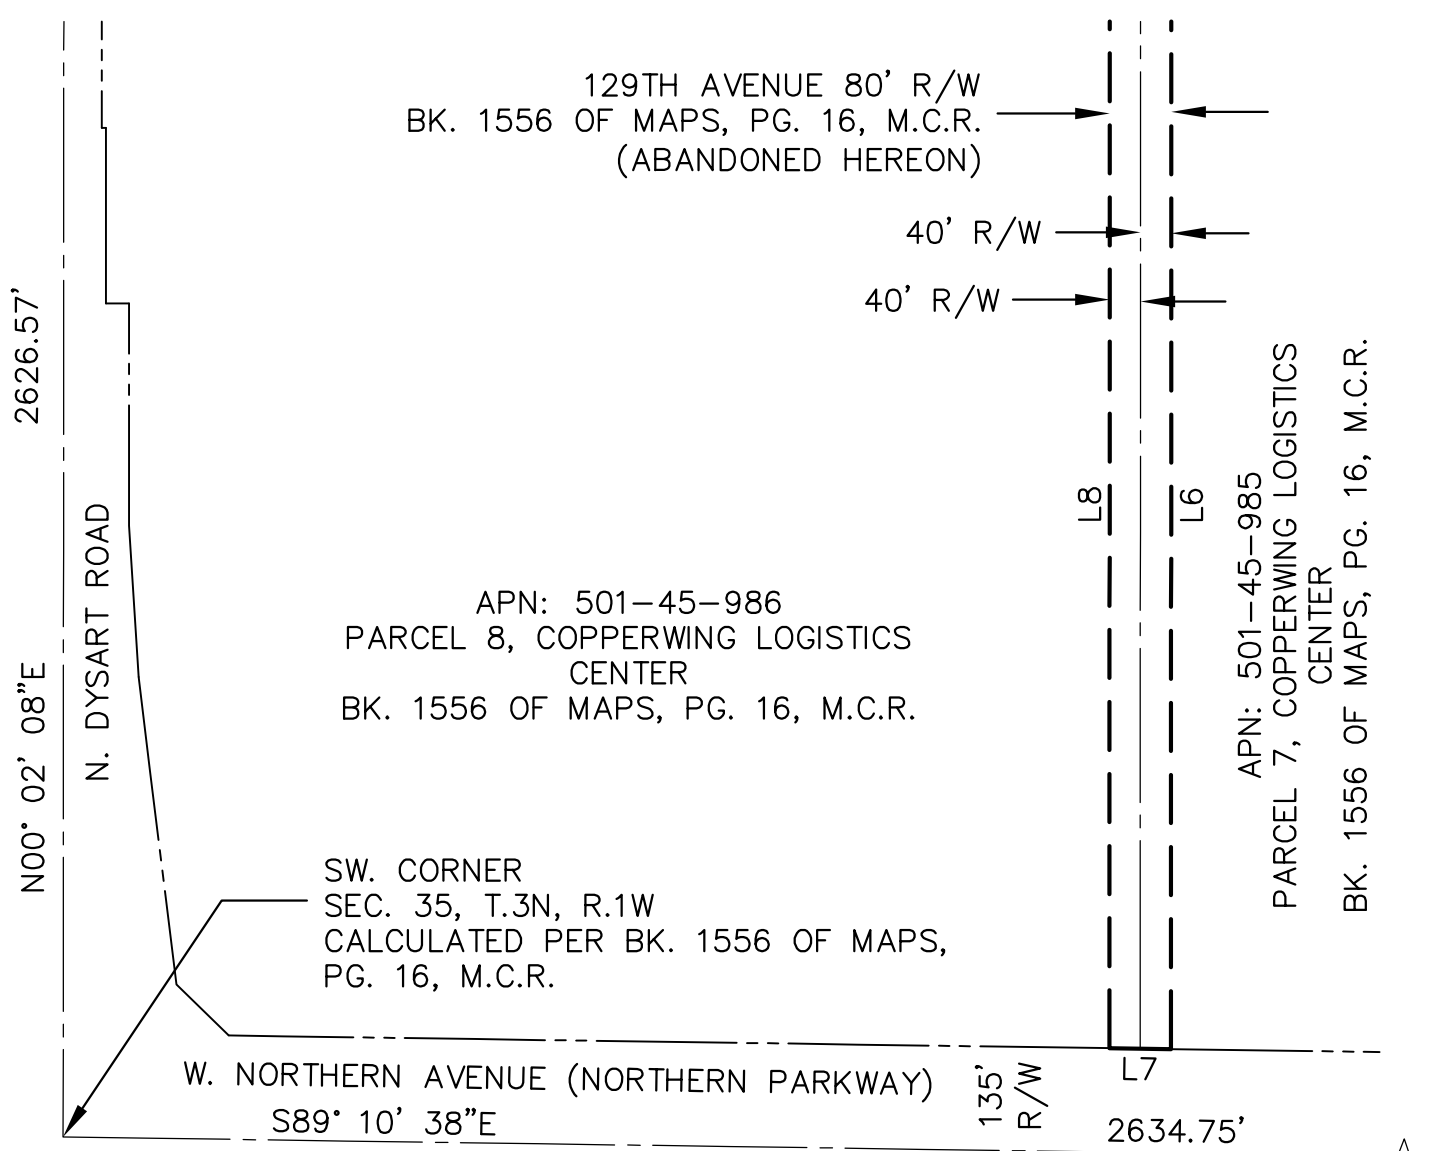 129TH AVENUE 80' R/W
BK. 1556 OF MAPS, PG. 16, M.C.R.
(ABANDONED HEREON)
40' R/W
40' R/W
2626.57'
N00° 02' 08"E
N. DYSART ROAD
L8
L6
APN: 501-45-985
PARCEL 7, COPPERWING LOGISTICS
CENTER
BK. 1556 OF MAPS, PG. 16, M.C.R.
APN: 501-45-986
PARCEL 8, COPPERWING LOGISTICS
CENTER
BK. 1556 OF MAPS, PG. 16, M.C.R.
SW. CORNER
SEC. 35, T.3N, R.1W
CALCULATED PER BK. 1556 OF MAPS,
PG. 16, M.C.R.
W. NORTHERN AVENUE (NORTHERN PARKWAY)
135'
R/W
L7
S89° 10' 38"E
2634.75'